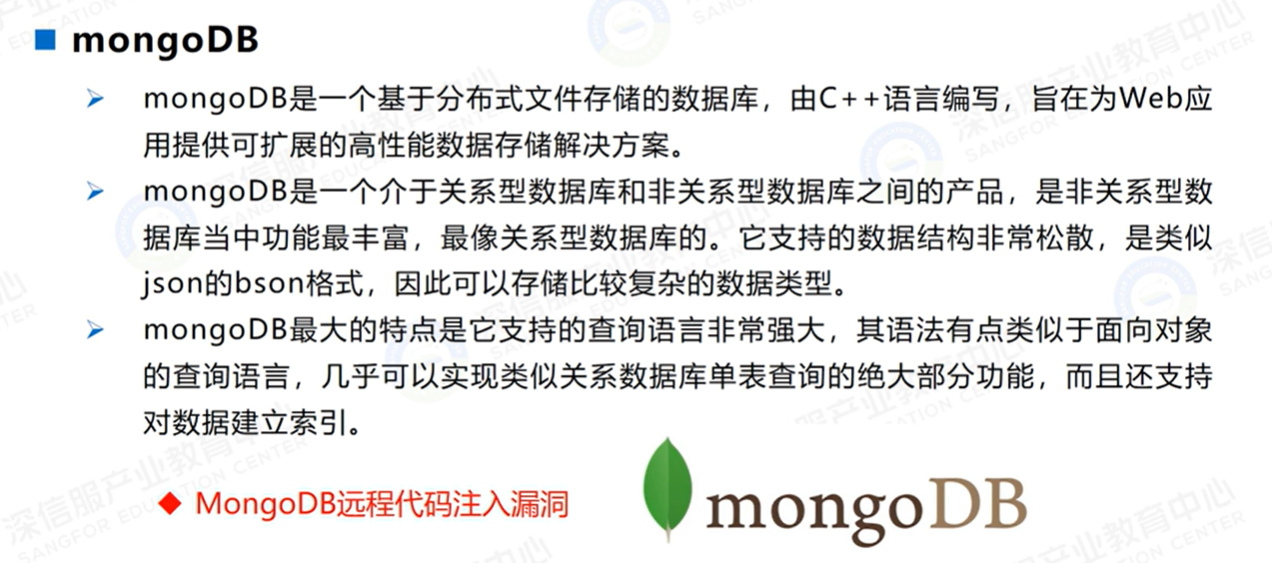 mongoDB
mongoDB是一个基于分布式文件存储的数据库，由C++语言编写，旨在为Web应
用提供可扩展的高性能数据存储解决方案。
mongoDB是一个介于关系型数据库和非关系型数据库之间的产品，是非关系型数
据库当中功能最丰富，最像关系型数据库的。它支持的数据结构非常松散，是类似
json的bson格式，因此可以存储比较复杂的数据类型。
mongoDB最大的特点是它支持的查询语言非常强大，其语法有点类似于面向对象
的查询语言，几乎可以实现类似关系数据库单表查询的绝大部分功能，而且还支持
对数据建立索引。
MongoDB远程代码注入漏洞
mongoDB
深信服产业教育中心
SANGFOR EDUCATION CENTER